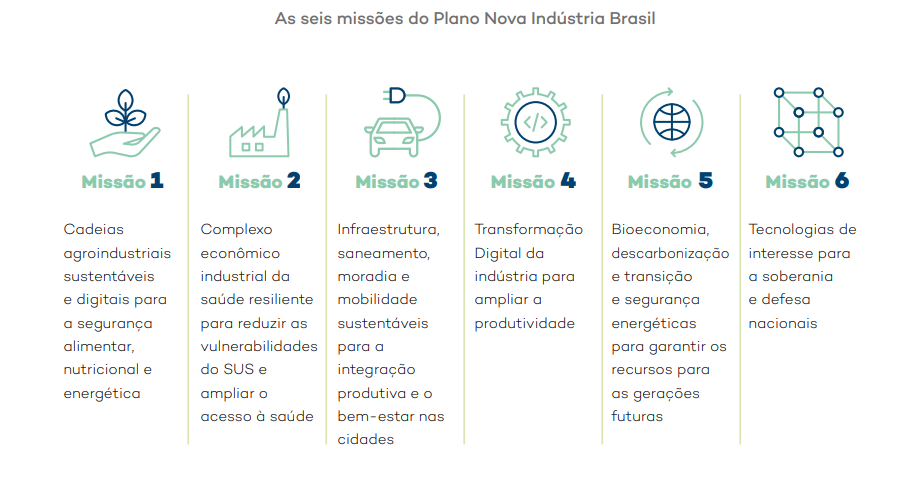 As seis missões do Plano Nova Indústria Brasil
Missão 1
Cadeias
agroindustriais
sustentáveis
e digitais para
a segurança
alimentar,
nutricional e
energética
Missão 2
Complexo
econômico
industrial da
saúde resiliente
para reduzir as
vulnerabilidades
do SUS e
ampliar o
acesso à saúde
Missão 3
Infraestrutura,
saneamento,
moradia e
mobilidade
sustentáveis
para a
integração
produtiva e o
bem-estar nas
cidades
Missão 4
Transformação
Digital da
indústria para
ampliar a
produtividade
Missão 5
Bioeconomia,
descarbonização
e transição
e segurança
energéticas
para garantir os
recursos para
as gerações
futuras
Missão 6
Tecnologias de
interesse para
a soberania
e defesa
nacionais